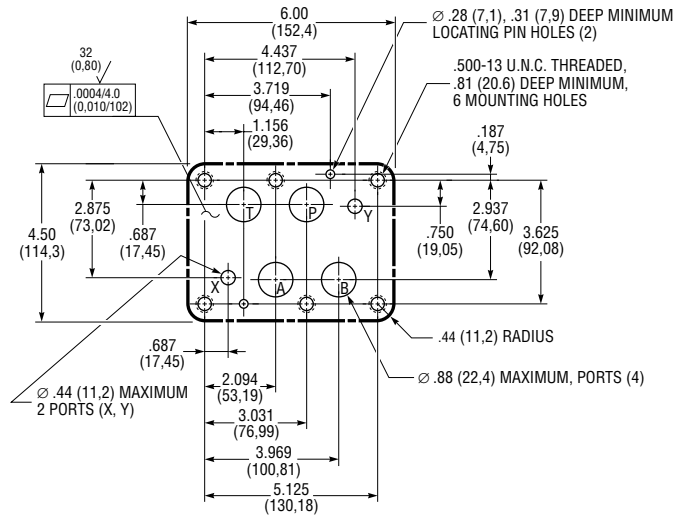 6.00
(152,4)
Ø .28 (7,1), .31 (7,9) DEEP MINIMUM
LOCATING PIN HOLES (2)
4.437
(112,70)
32
(0,80)
.500-13 U.N.C. THREADED,
.81 (20.6) DEEP MINIMUM,
6 MOUNTING HOLES
3.719
(94,46)
.0004/4.0
(0,010/102)
1.156
(29,36)
.187
(4,75)
2.875
(73,02)
4.50
(114,3)
.687
(17,45)
T
P
Y
X
A
B
.750
(19,05)
2.937
(74,60)
3.625
(92,08)
.44 (11,2) RADIUS
.687
(17,45)
Ø .88 (22,4) MAXIMUM, PORTS (4)
Ø .44 (11,2) MAXIMUM
2 PORTS (X, Y)
2.094
(53,19)
3.031
(76,99)
3.969
(100,81)
5.125
(130,18)